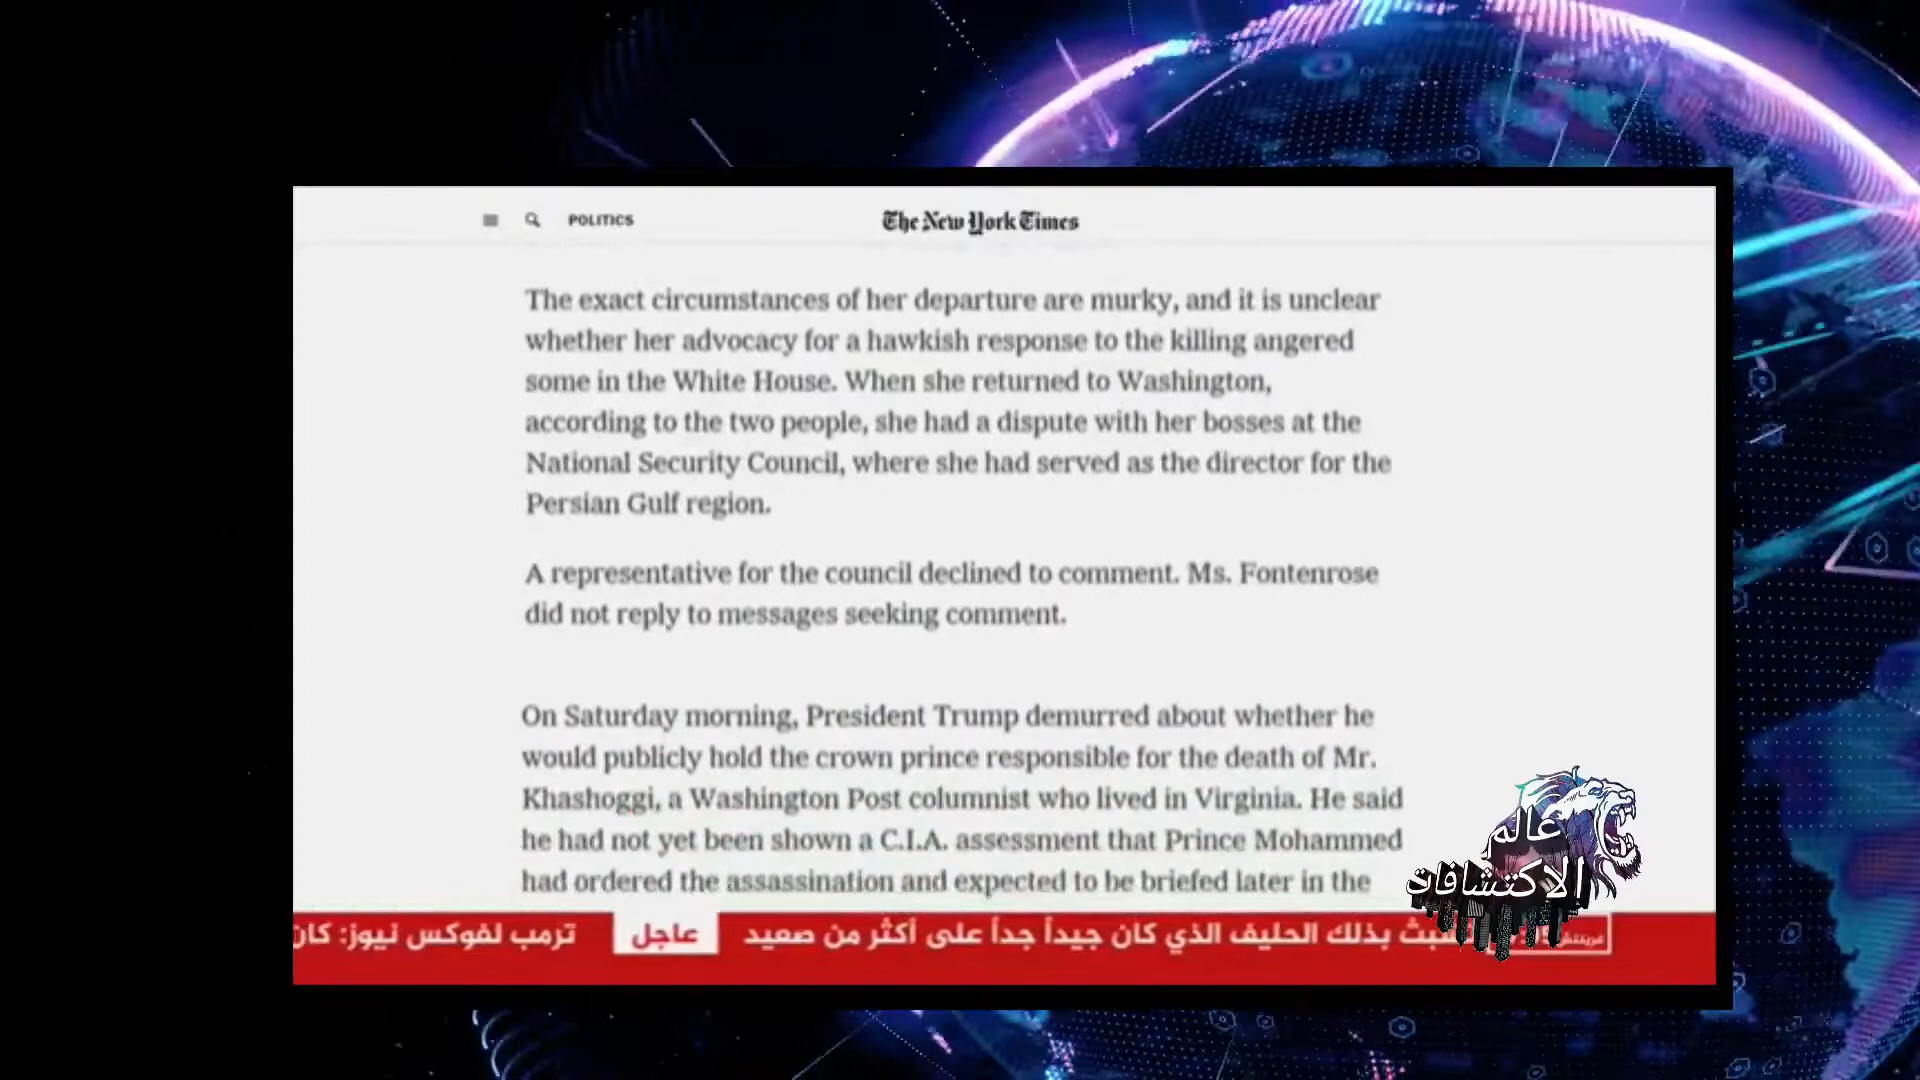 POLITICS
The New York Times
The exact circumstances of her departure are murky, and it is unclear
whether her advocacy for a hawkish response to the killing angered
some in the White House. When she returned to Washington,
according to the two people, she had a dispute with her bosses at the
National Security Council, where she had served as the director for the
Persian Gulf region.
A representative for the council declined to comment. Ms. Fontenrose
did not reply to messages seeking comment.
On Saturday morning, President Trump demurred about whether he
would publicly hold the crown prince responsible for the death of Mr.
Khashoggi, a Washington Post columnist who lived in Virginia. He said
he had not yet been shown a C.I.A. assessment that Prince Mohammed
had ordered the assassination and expected to be briefed later in the
عالم
الاكتشافات
بذلك الحليف الذي كان جيداً جداً على أكثر من صعيد عاجل ترمب لفوكس نيوز: كان